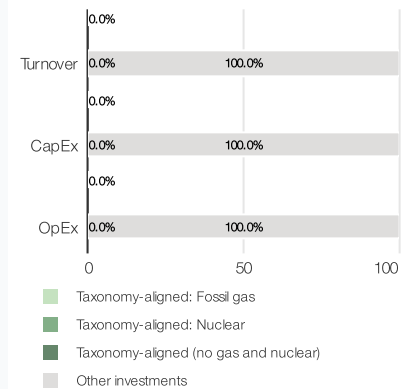 0.0%
Turnover 0.0% 100.0%
0.0%
CapEx 0.0% 100.0%
0.0%
OpEx 0.0% 100.0%
0 50 100
Taxonomy-aligned: Fossil gas
Taxonomy-aligned: Nuclear
Taxonomy-aligned (no gas and nuclear)
Other investments